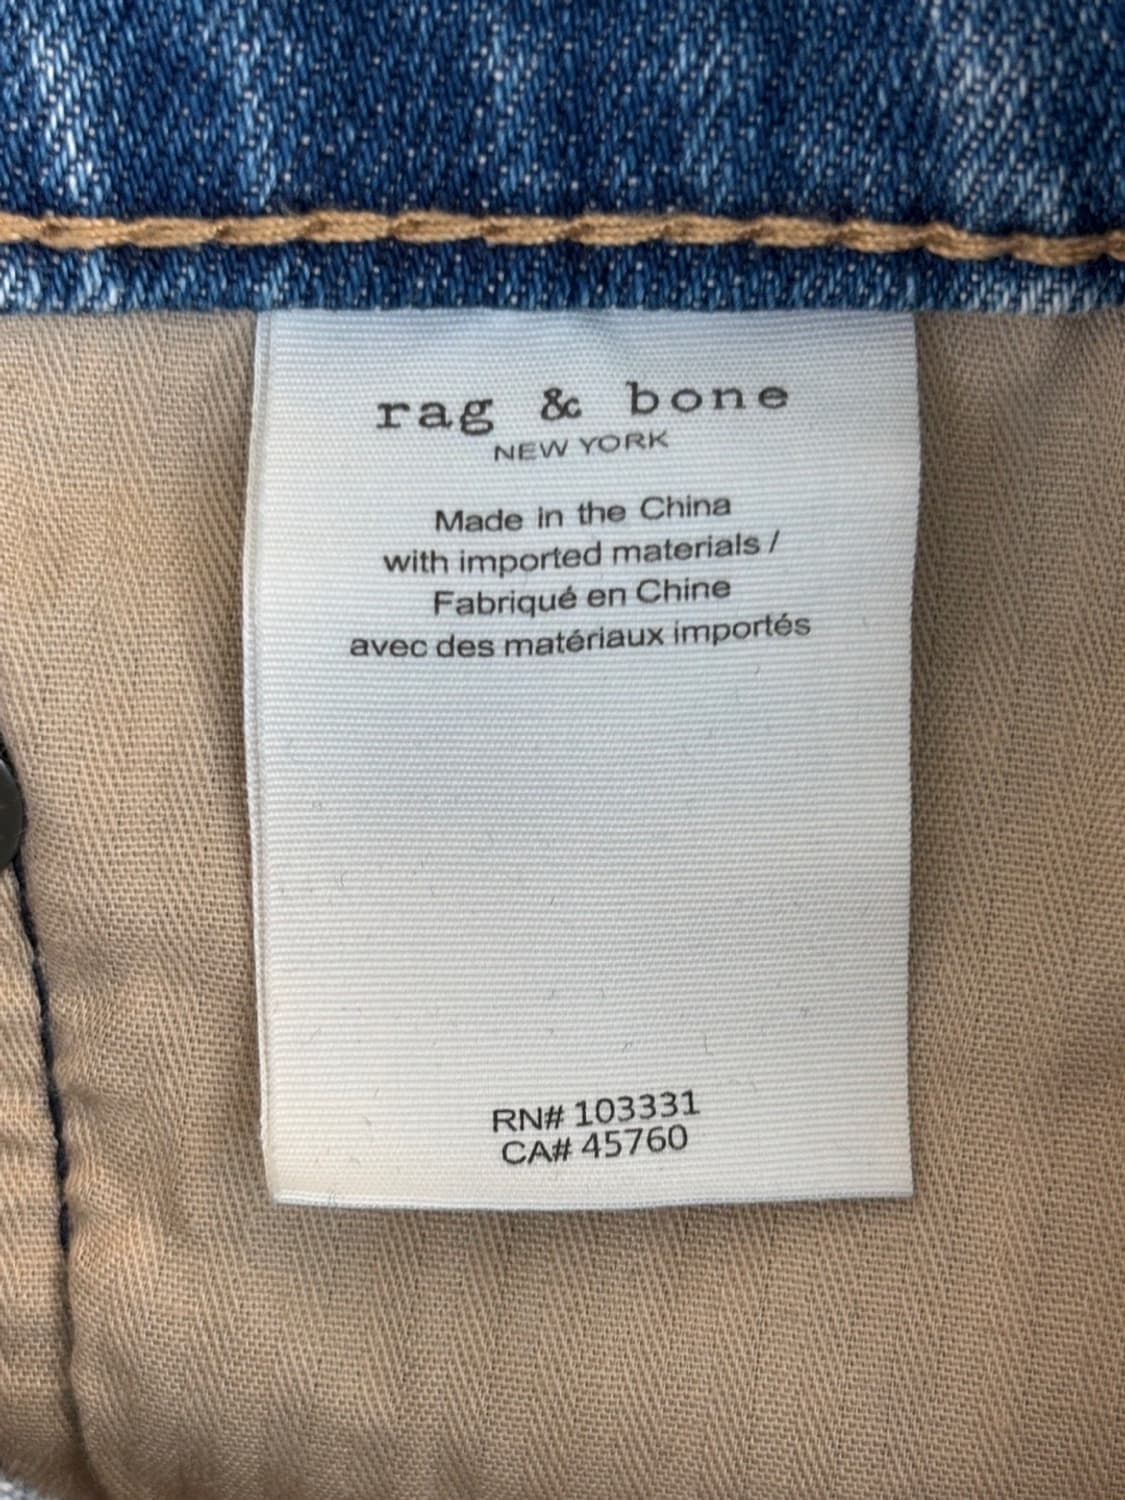 rag & bone
NEW YORK
Made in the China
with imported materials /
Fabriqué en Chine
avec des matériaux importés
RN# 103331
CA# 45760